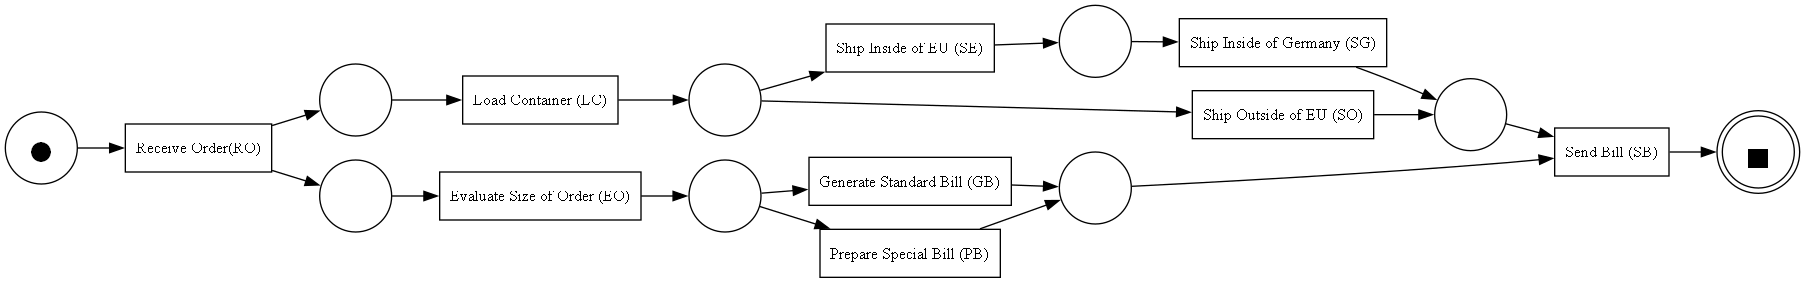 Receive Order(RO)
Load Container (LC)
Evaluate Size of Order (EO)
Ship Inside of EU (SE)
Ship Inside of Germany (SG)
Ship Outside of EU (SO)
Generate Standard Bill (GB)
Prepare Special Bill (PB)
Send Bill (SB)